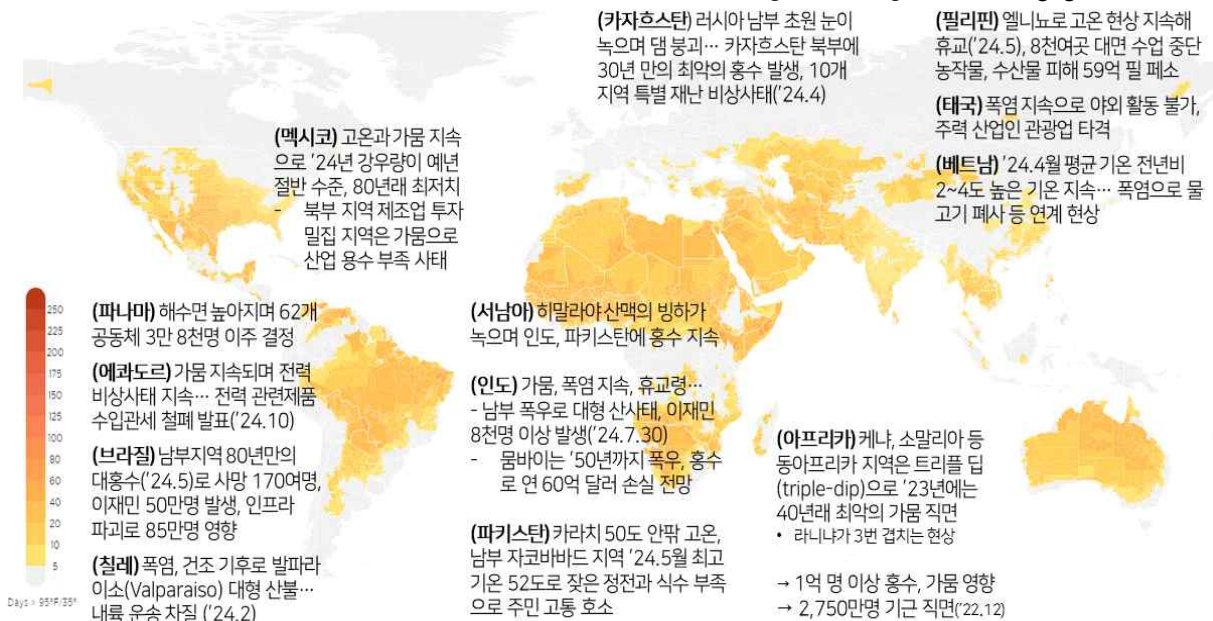 (카자흐스탄) 러시아 남부 초원 눈이
녹으며 댐 붕괴… 카자흐스탄 북부에
30년 만의 최악의 홍수 발생, 10개
지역 특별 재난 비상사태('24.4)
(필리핀) 엘니뇨로 고온 현상 지속해
휴교('24.5), 8천여곳 대면 수업 중단
농작물, 수산물 피해 59억 필 페소
(태국) 폭염 지속으로 야외 활동 불가,
주력 산업인 관광업 타격
(베트남) '24.4월 평균 기온 전년비
2~4도 높은 기온 지속… 폭염으로 물
고기 폐사 등 연계 현상
(멕시코) 고온과 가뭄 지속
으로 '24년 강우량이 예년
절반 수준, 80년래 최저치
- 북부 지역 제조업 투자
밀집 지역은 가뭄으로
산업 용수 부족 사태
(파나마) 해수면 높아지며 62개
공동체 3만 8천명 이주 결정
(에콰도르) 가뭄 지속되며 전력
비상사태 지속… 전력 관련제품
수입관세 철폐 발표('24.10)
(브라질) 남부지역 80년만의
대홍수('24.5)로 사망 170여명,
이재민 50만명 발생, 인프라
파괴로 85만명 영향
(칠레) 폭염, 건조 기후로 발파라
이소(Valparaiso) 대형 산불…
내륙 운송 차질 ('24.2)
(서남아) 히말라야 산맥의 빙하가
녹으며 인도, 파키스탄에 홍수 지속
(인도) 가뭄, 폭염 지속, 휴교령…
- 남부 폭우로 대형 산사태, 이재민
8천명 이상 발생('24.7.30)
- 뭄바이는 '50년까지 폭우, 홍수
로 연 60억 달러 손실 전망
(파키스탄) 카라치 50도 안팎 고온,
남부 자코바바드 지역 '24.5월 최고
기온 52도로 잦은 정전과 식수 부족
으로 주민 고통 호소
(아프리카) 케냐, 소말리아 등
동아프리카 지역은 트리플 딥
(triple-dip)으로 '23년에는
40년래 최악의 가뭄 직면
• 라니냐가 3번 겹치는 현상
→ 1억 명 이상 홍수, 가뭄 영향
→ 2,750만명 기근 직면('22.12)
250
225
200
175
150
125
100
80
60
40
20
10
5
Days > 95°F/35°